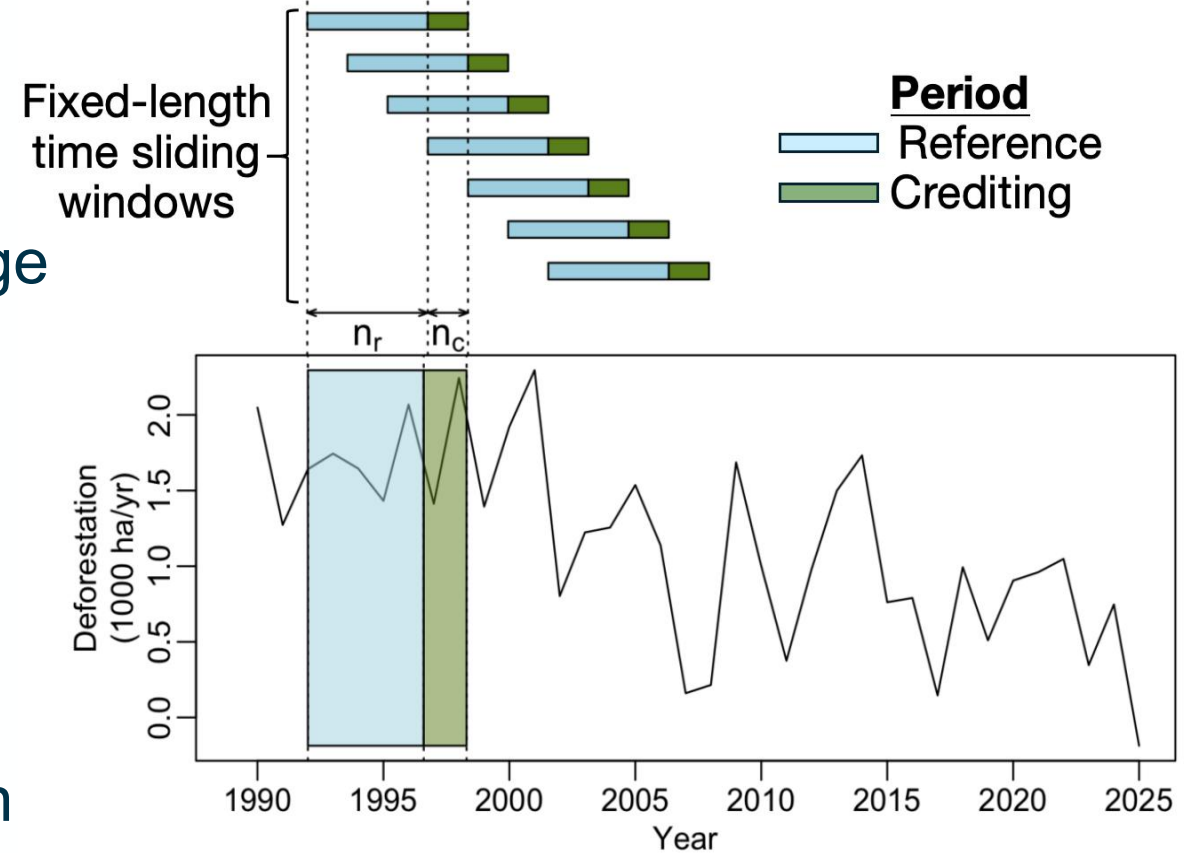 Fixed-length
time sliding
windows
ge
Period
Reference
Crediting
nr
nc
Deforestation
(1000 ha/yr)
2.0
1.5
1.0
0.5
0.0
1990
1995
2000
2005
2010
2015
2020
2025
Year
n